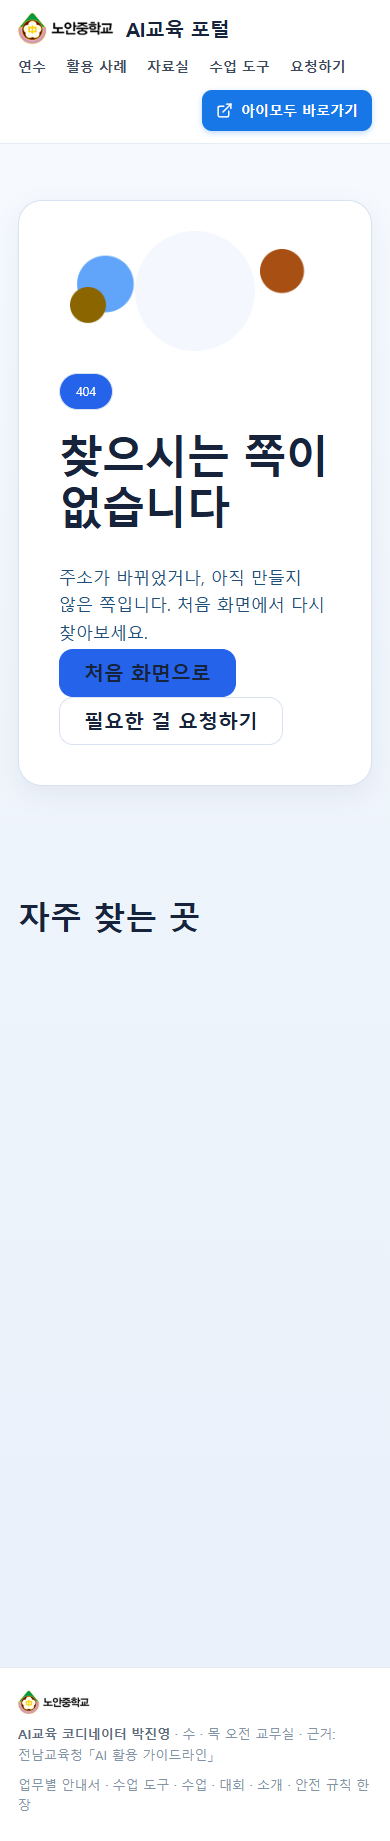 노안중학교 AI교육 포털
연수 활용 사례 자료실 수업 도구 요청하기
아이모두 바로가기
404
찾으시는 쪽이
없습니다
주소가 바뀌었거나, 아직 만들지
않은 쪽입니다. 처음 화면에서 다시
찾아보세요.
처음 화면으로
필요한 걸 요청하기
자주 찾는 곳
노안중학교
AI교육 코디네이터 박진영 · 수 · 목 오전 교무실 · 근거:
전남교육청 「AI 활용 가이드라인」
업무별 안내서 · 수업 도구 · 수업 · 대회 · 소개 · 안전 규칙 한
장